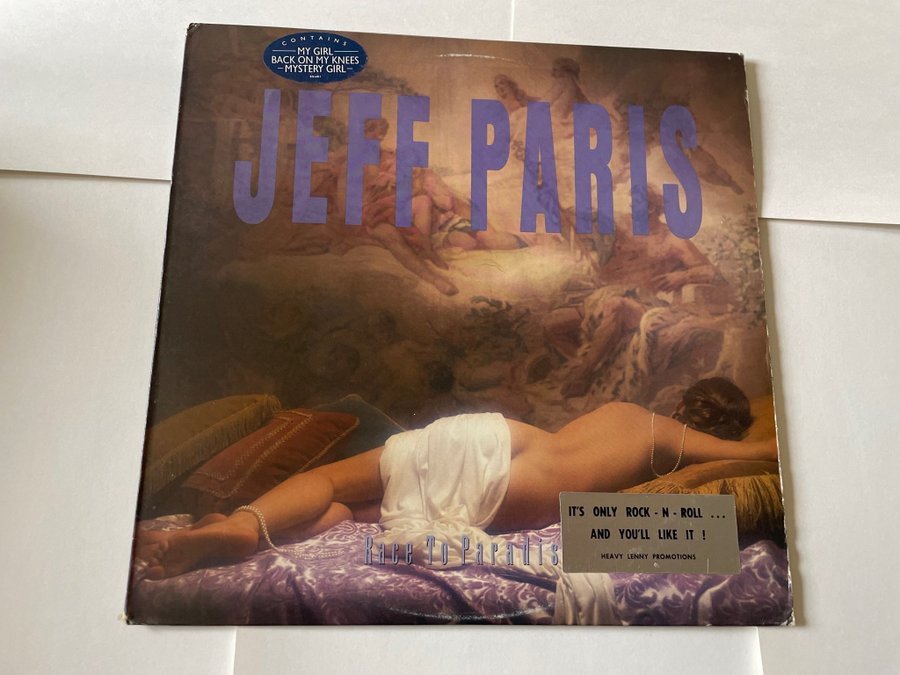 CONTAINS
MY GIRL
BACK ON MY KNEES
MYSTERY GIRL
JEFF PARIS
IT'S ONLY ROCK - N - ROLL ...
AND YOU'LL LIKE IT !
HEAVY LENNY PROMOTIONS
Race To Paradis